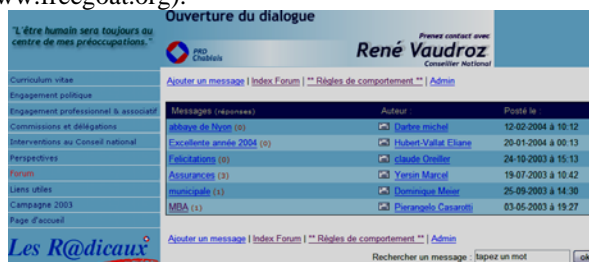 www.freegoat.org).
"L'être humain sera toujours au
centre de mes préoccupations."
Ouverture du dialogue
PRD
Chablais
Prenez contact avec
René Vaudroz
Conseiller National
Curriculum vitae
Engagement politique
Engagement professionnel & associatif
Commissions et délégations
Interventions au Conseil national
Perspectives
Forum
Liens utiles
Campagne 2003
Page d'accueil
Les R@dicaux
Ajouter un message | Index Forum | ** Règles de comportement ** | Admin
Messages (réponses) Auteur : Posté le :
abbaye de Nyon (0) Darbre michel 12-02-2004 à 10:12
Excellente année 2004 (0) Hubert-Vallat Eliane 20-01-2004 à 00:13
Felicitations (0) claude Oreiller 24-10-2003 à 15:13
Assurances (3) Yersin Marcel 19-07-2003 à 10:42
municipale (1) Dominique Meier 25-09-2003 à 14:30
MBA (1) Pierangelo Casarotti 03-05-2003 à 19:27
Ajouter un message | Index Forum | ** Règles de comportement ** | Admin
Rechercher un message : tapez un mot ok